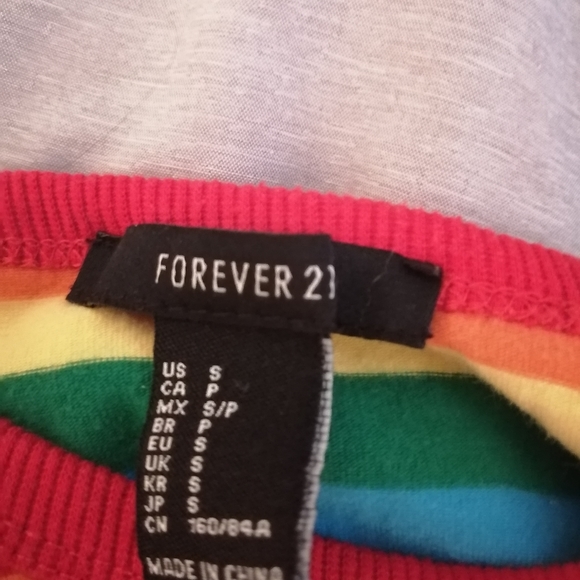 FOREVER 21
US S
CA P
MX S/P
BR P
EU S
UK S
KR S
JP S
CN 160/84A
MADE IN CHINA